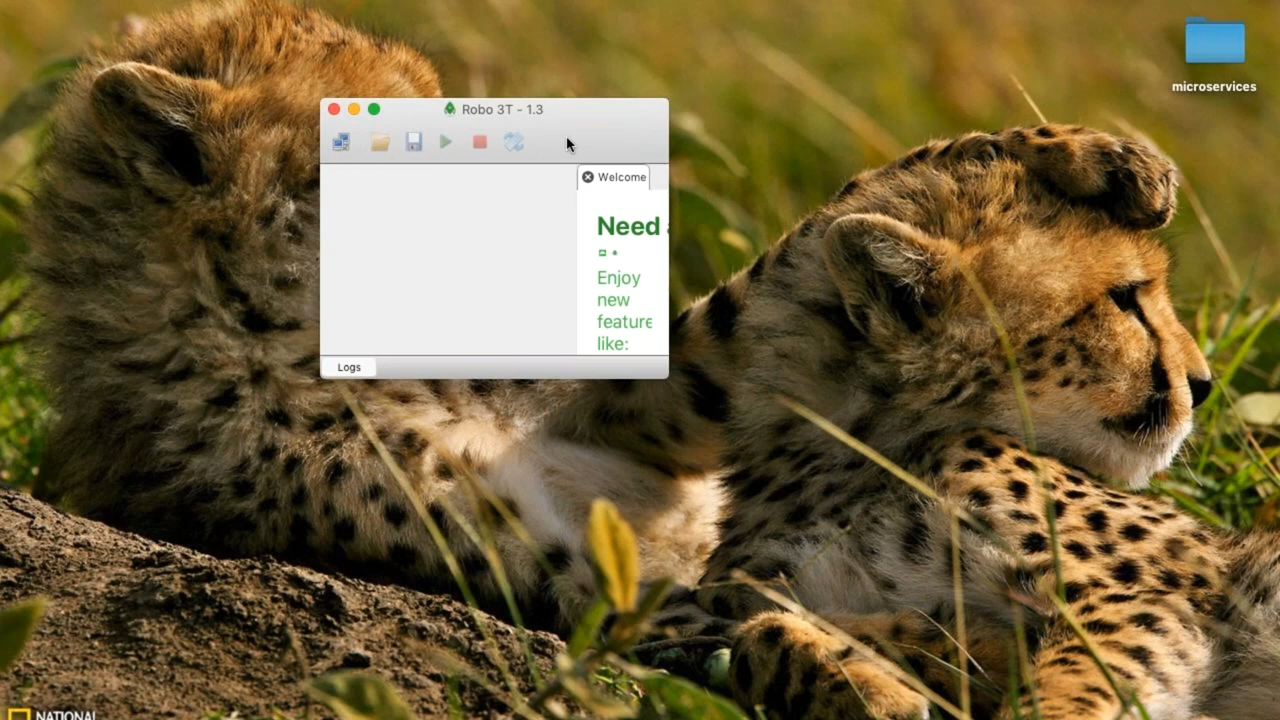 microservices
Robo 3T - 1.3
Welcome
Need
Enjoy
new
feature
like:
Logs
NATIONAL